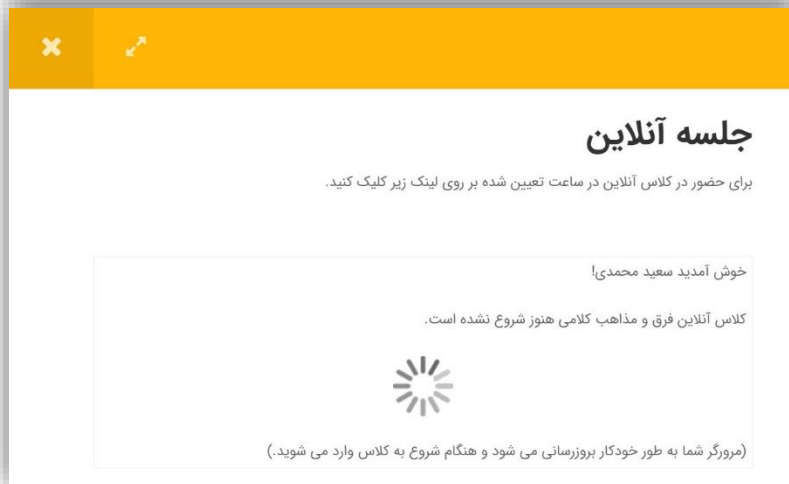 جلسه آنلاین
برای حضور در کلاس آنلاین در ساعت تعیین شده بر روی لینک زیر کلیک کنید.
خوش آمدید سعید محمدی!
کلاس آنلاین فرق و مذاهب کلامی هنوز شروع نشده است.
(مرورگر شما به طور خودکار بروزرسانی می شود و هنگام شروع به کلاس وارد می شوید.)